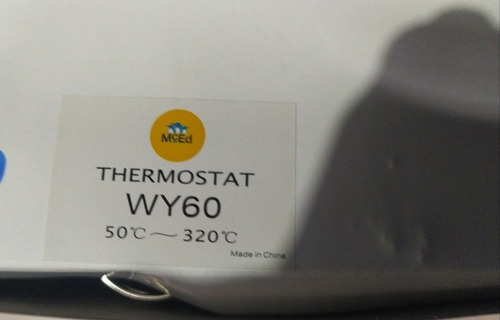 McEd
THERMOSTAT
WY60
50℃～320℃
Made in China